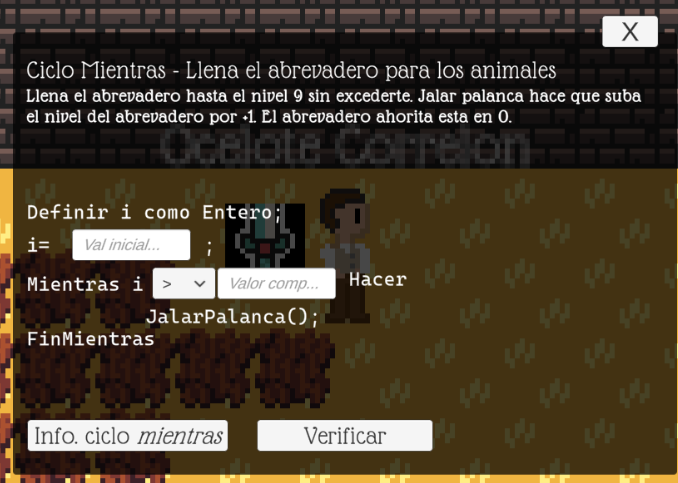 X
Ciclo Mientras - Llena el abrevadero para los animales
Llena el abrevadero hasta el nivel 9 sin excederte. Jalar palanca hace que suba
el nivel del abrevadero por +1. El abrevadero ahorita esta en 0.
Ocelote Correlon
Definir i como Entero;
i= Val inicial... ;
Mientras i > Valor comp... Hacer
JalarPalanca();
FinMientras
Info. ciclo mientras Verificar